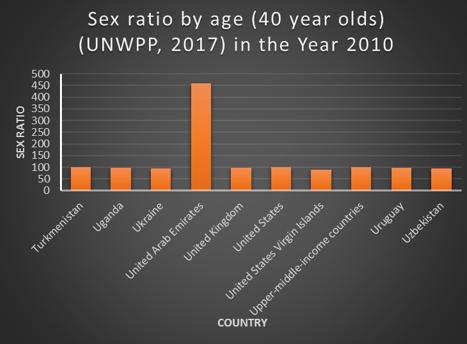 Sex ratio by age (40 year olds)
(UNWPP, 2017) in the Year 2010
500
450
400
350
300
250
200
150
100
50
0
SEX RATIO
Turkmenistan
Uganda
Ukraine
United Arab Emirates
United Kingdom
United States
United States Virgin Islands
Upper-middle-income countries
Uruguay
Uzbekistan
COUNTRY